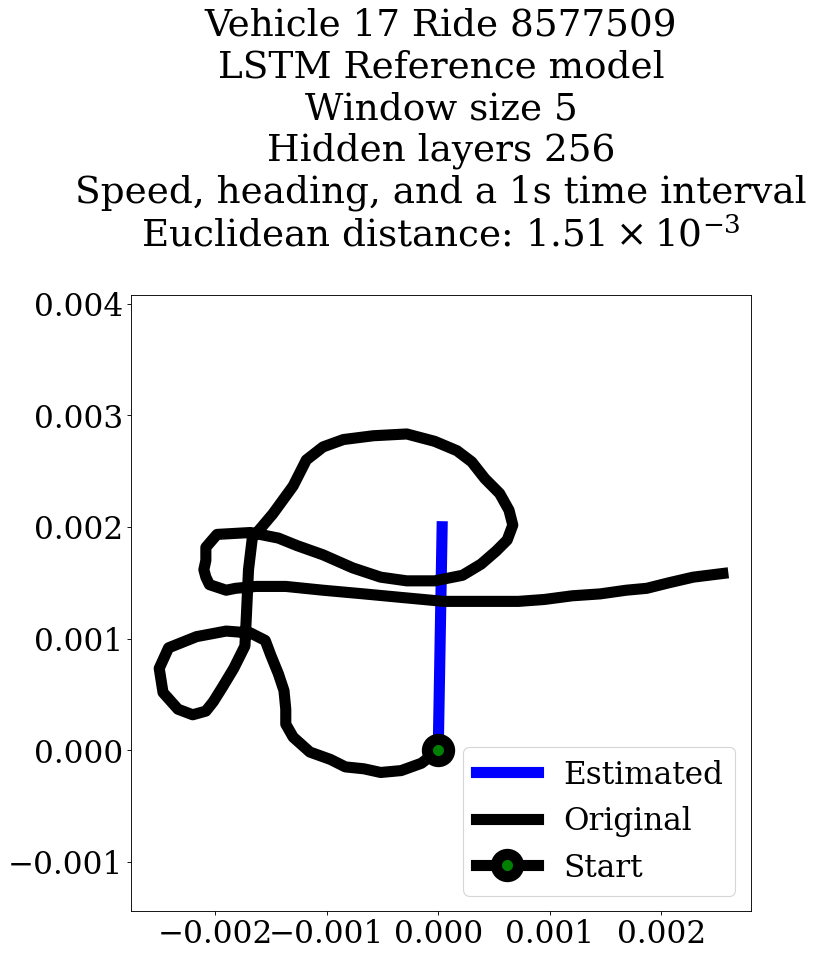 Vehicle 17 Ride 8577509
LSTM Reference model
Window size 5
Hidden layers 256
Speed, heading, and a 1s time interval
Euclidean distance: 1.51 × 10⁻³
0.004
0.003
0.002
0.001
0.000
−0.001
Estimated
Original
Start
−0.002 −0.001 0.000 0.001 0.002